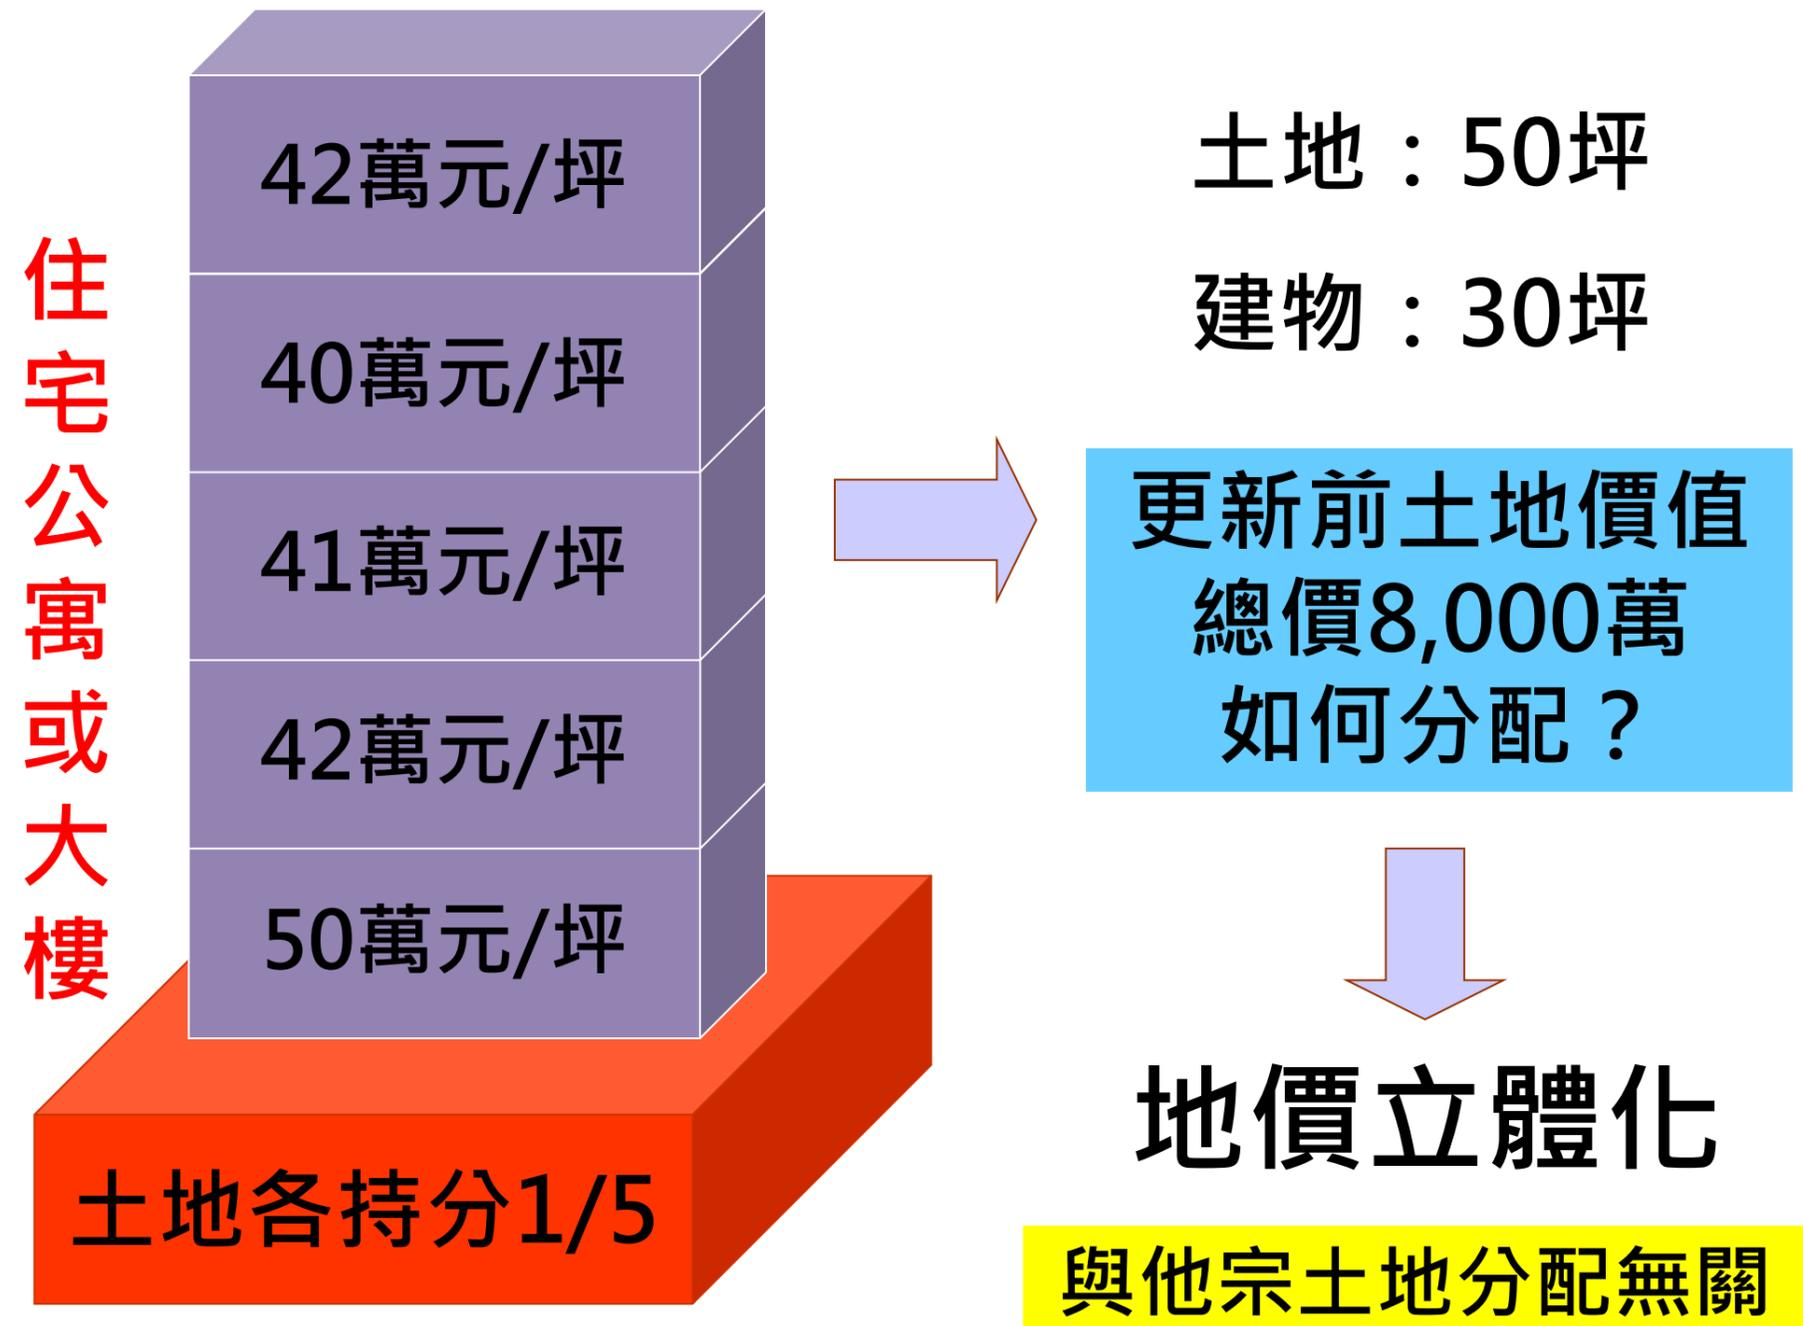 住宅公寓或大樓
42萬元/坪
40萬元/坪
41萬元/坪
42萬元/坪
50萬元/坪
土地各持分1/5
土地：50坪
建物：30坪
更新前土地價值
總價8,000萬
如何分配？
地價立體化
與他宗土地分配無關